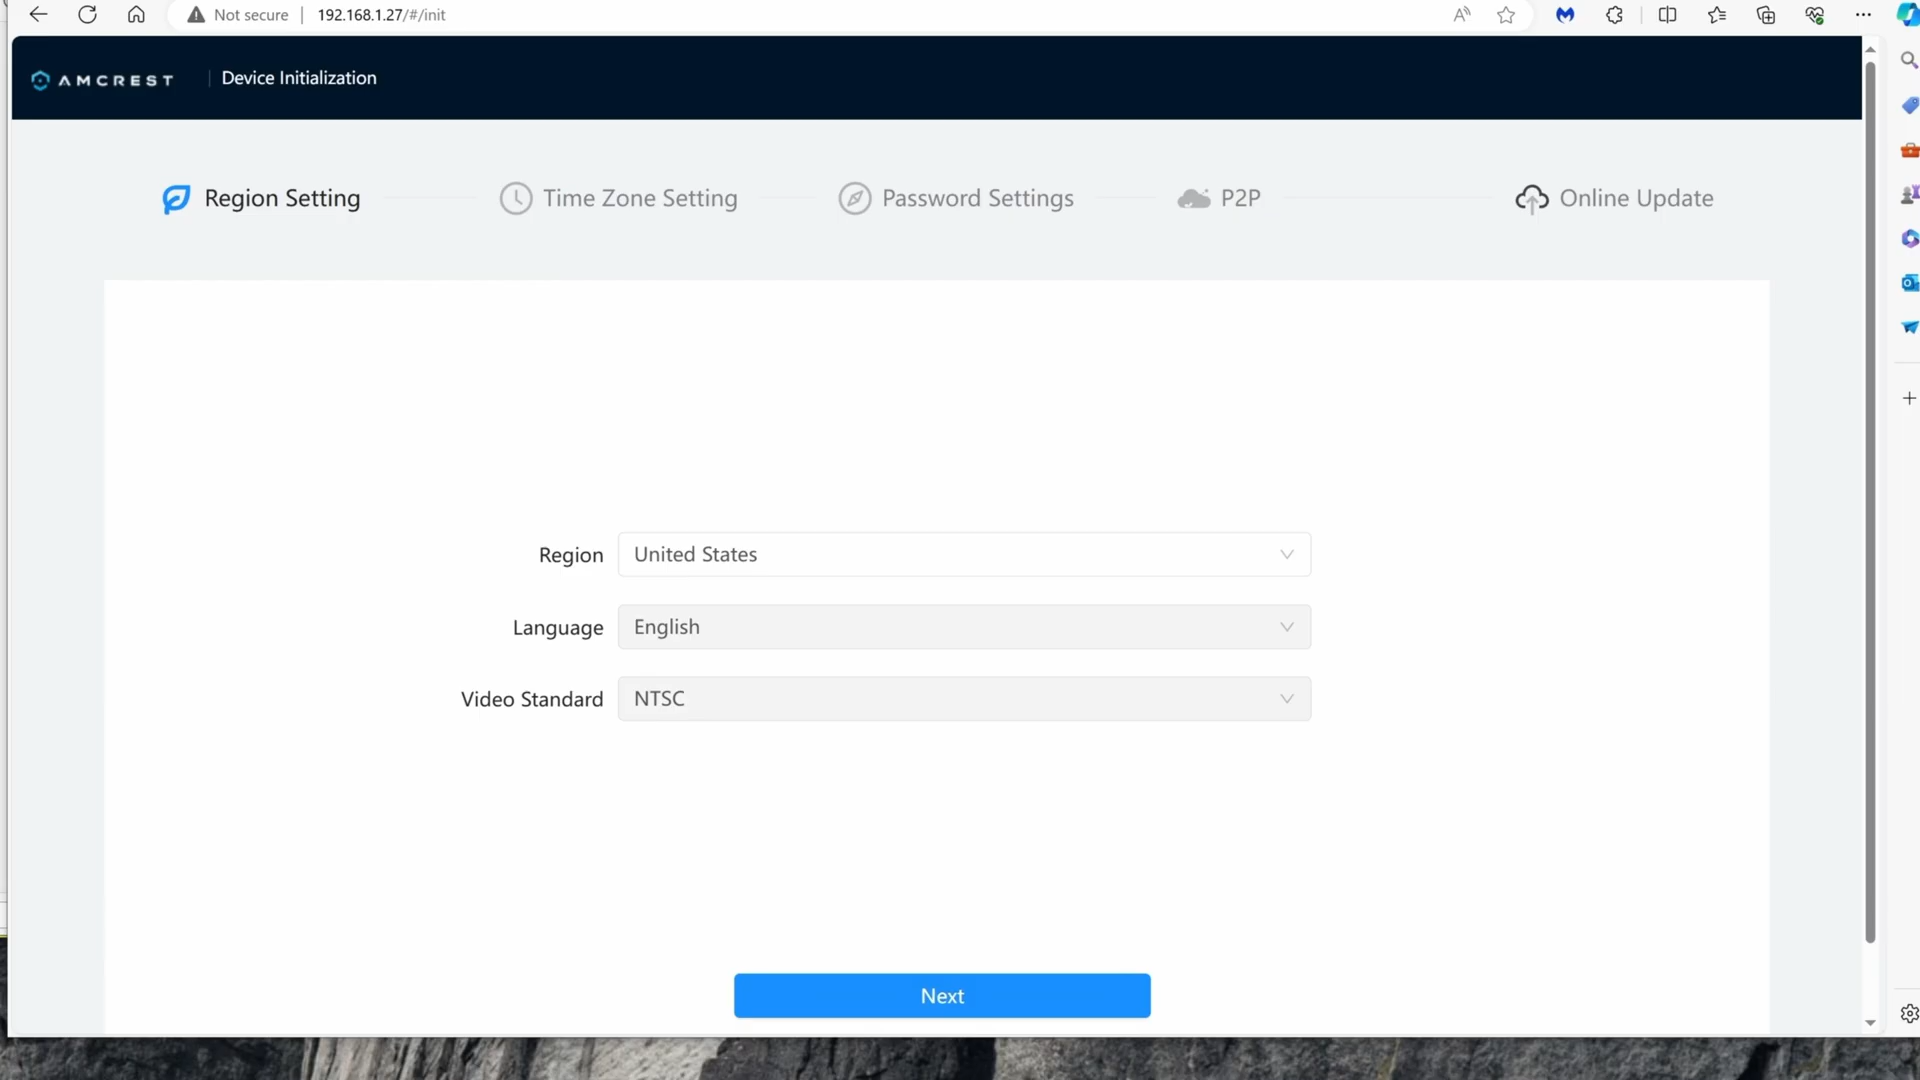 Not secure | 192.168.1.27/#/init
AMCREST | Device Initialization
Region Setting
Time Zone Setting
Password Settings
P2P
Online Update
Region United States
Language English
Video Standard NTSC
Next